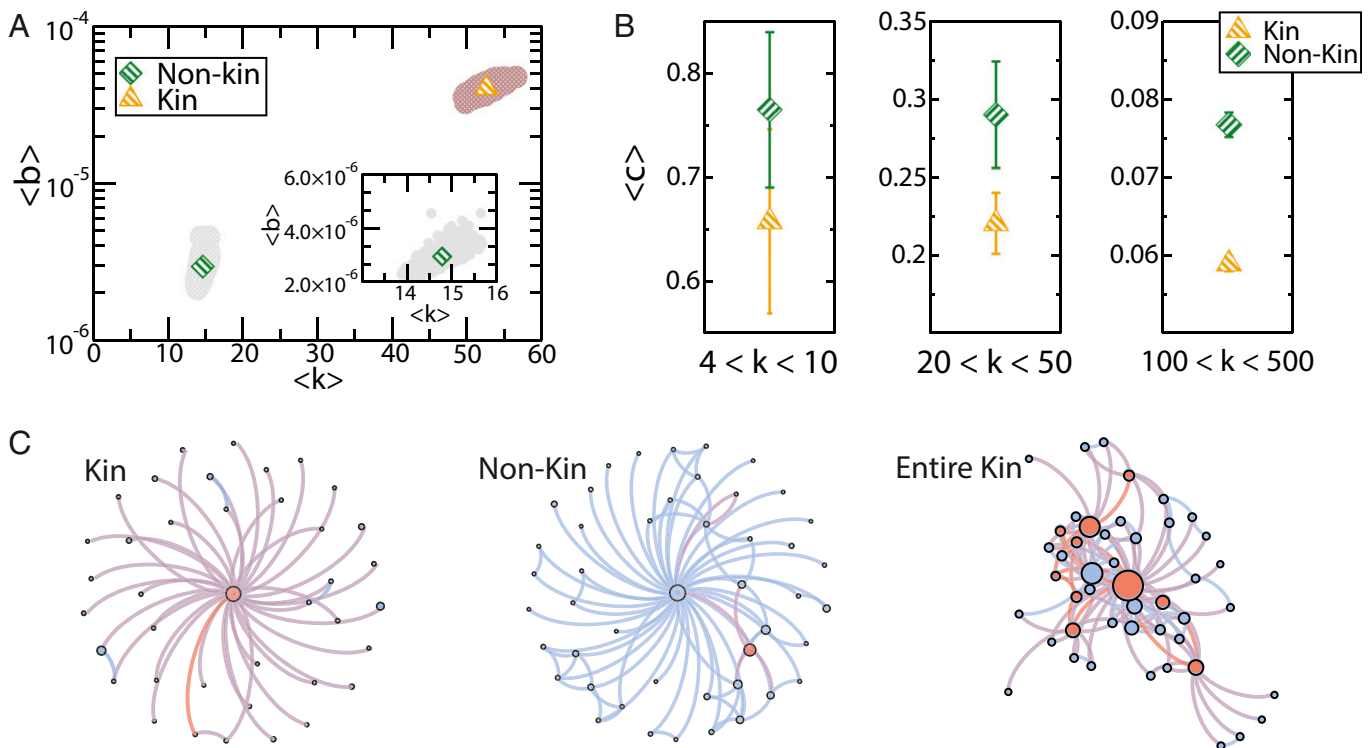 A
10⁻⁴
Non-kin
Kin
<b>
10⁻⁵
6.0×10⁻⁶
<b>
4.0×10⁻⁶
2.0×10⁻⁶
14 15 16
<k>
10⁻⁶
0 10 20 30 40 50 60
<k>
B
<c>
0.8
0.7
0.6
4 < k < 10
0.35
0.3
0.25
0.2
20 < k < 50
0.09
Kin
Non-Kin
0.08
0.07
0.06
100 < k < 500
C
Kin
Non-Kin
Entire Kin